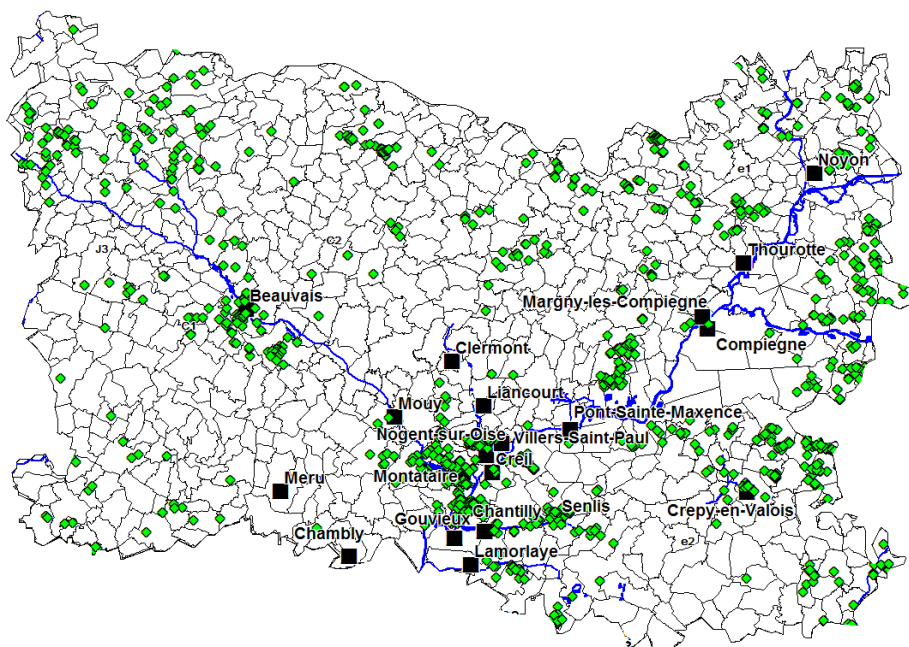 e1
Noyon
J3
C2
Thourotte
Beauvais
Margny-les-Compiegne
C1
Compiegne
Clermont
Liancourt
Mouy
Pont-Sainte-Maxence
Nogent-sur-Oise
Villers-Saint-Paul
Creil
Montataire
Meru
Crepy-en-Valois
Chantilly
Senlis
Gouvieux
Chambly
e2
Lamorlaye